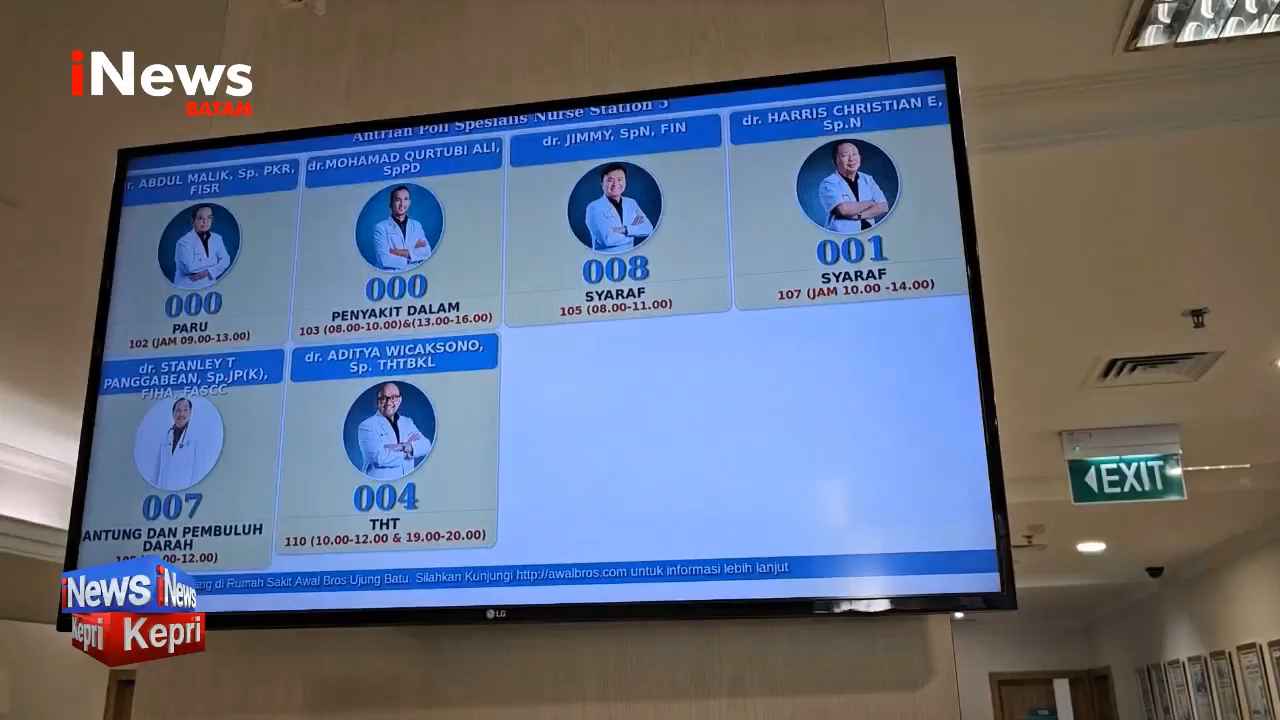 iNews
BATAM
Antrian Poli Spesialis Nurse Station 5
r. ABDUL MALIK, Sp. PKR,
FISR
000
PARU
102 (JAM 09.00-13.00)
dr.MOHAMAD QURTUBI ALI,
SpPD
000
PENYAKIT DALAM
103 (08.00-10.00)&(13.00-16.00)
dr. JIMMY, SpN, FIN
008
SYARAF
105 (08.00-11.00)
dr. HARRIS CHRISTIAN E,
Sp.N
001
SYARAF
107 (JAM 10.00 -14.00)
dr. STANLEY T
PANGGABEAN, Sp.JP(K),
FIHA, FASCC
007
ANTUNG DAN PEMBULUH
DARAH
.00-12.00)
dr. ADITYA WICAKSONO,
Sp. THTBKL
004
THT
110 (10.00-12.00 & 19.00-20.00)
ang di Rumah Sakit Awal Bros Ujung Batu. Silahkan Kunjungi http://awalbros.com untuk informasi lebih lanjut
LG
EXIT
iNews iNews
Kepri Kepri